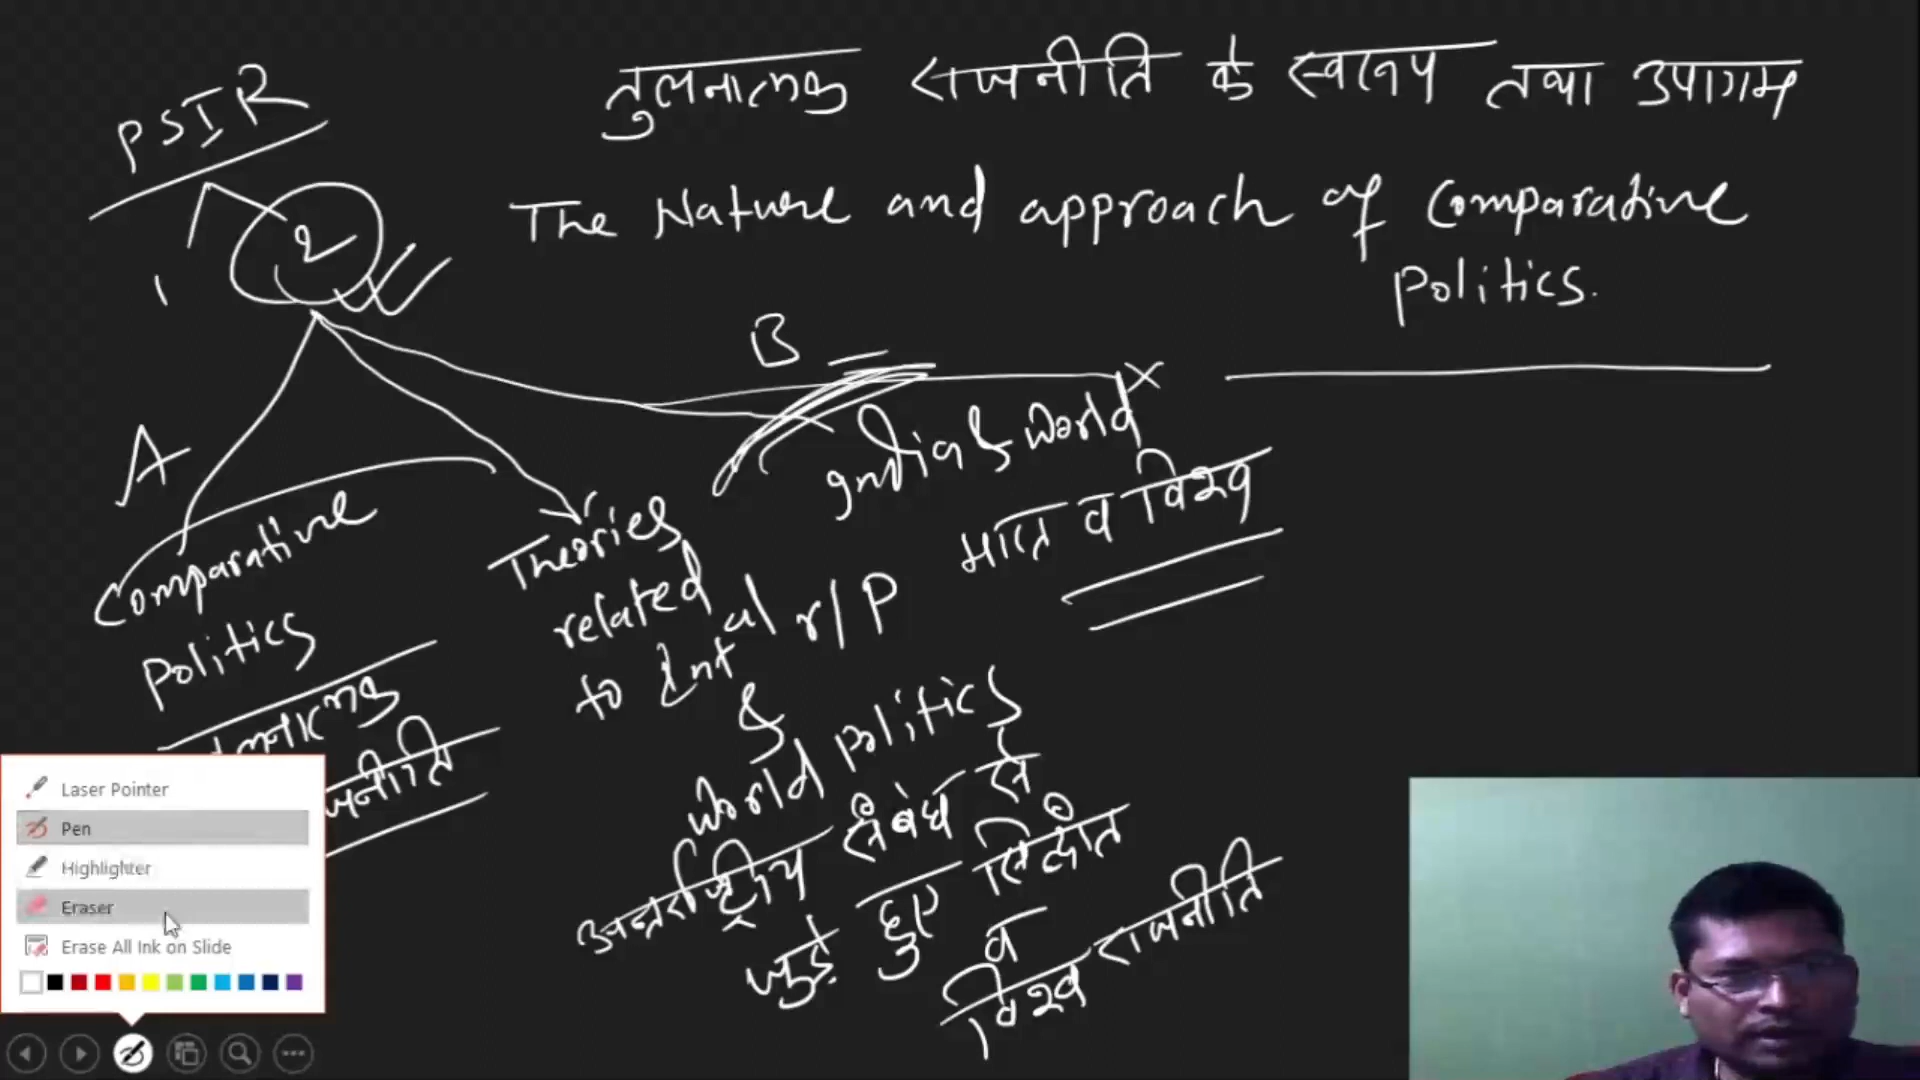 PSIR
तुलनात्मक राजनीति के स्वरूप तथा उपागम
The Nature and approach of Comparative
Politics.
1
2
A
Comparative
Politics
जनीति
Theories
related
to Intal r/P
&
World Politics
अन्तर्राष्ट्रीय संबंध से
जुड़े हुए सिद्धांत
व
विश्व राजनीति
B
India & World
भारत व विश्व
Laser Pointer
Pen
Highlighter
Eraser
Erase All Ink on Slide